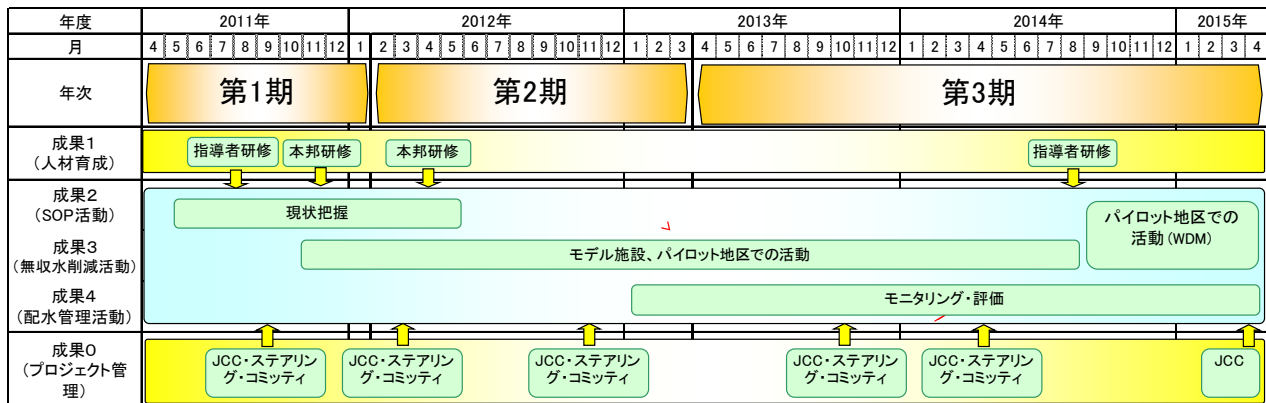 年度 2011年 2012年 2013年 2014年 2015年
月 4 5 6 7 8 9 10 11 12 1 2 3 4 5 6 7 8 9 10 11 12 1 2 3 4 5 6 7 8 9 10 11 12 1 2 3 4 5 6 7 8 9 10 11 12 1 2 3 4
年次 第1期 第2期 第3期
成果1
(人材育成)
指導者研修 本邦研修 本邦研修 指導者研修
成果2
(SOP活動)
現状把握
パイロット地区での
活動(WDM)
成果3
(無収水削減活動)
モデル施設、パイロット地区での活動
成果4
(配水管理活動)
モニタリング・評価
成果0
(プロジェクト管
理)
JCC・ステアリン
グ・コミッティ
JCC・ステアリン
グ・コミッティ
JCC・ステアリン
グ・コミッティ
JCC・ステアリン
グ・コミッティ
JCC・ステアリン
グ・コミッティ
JCC